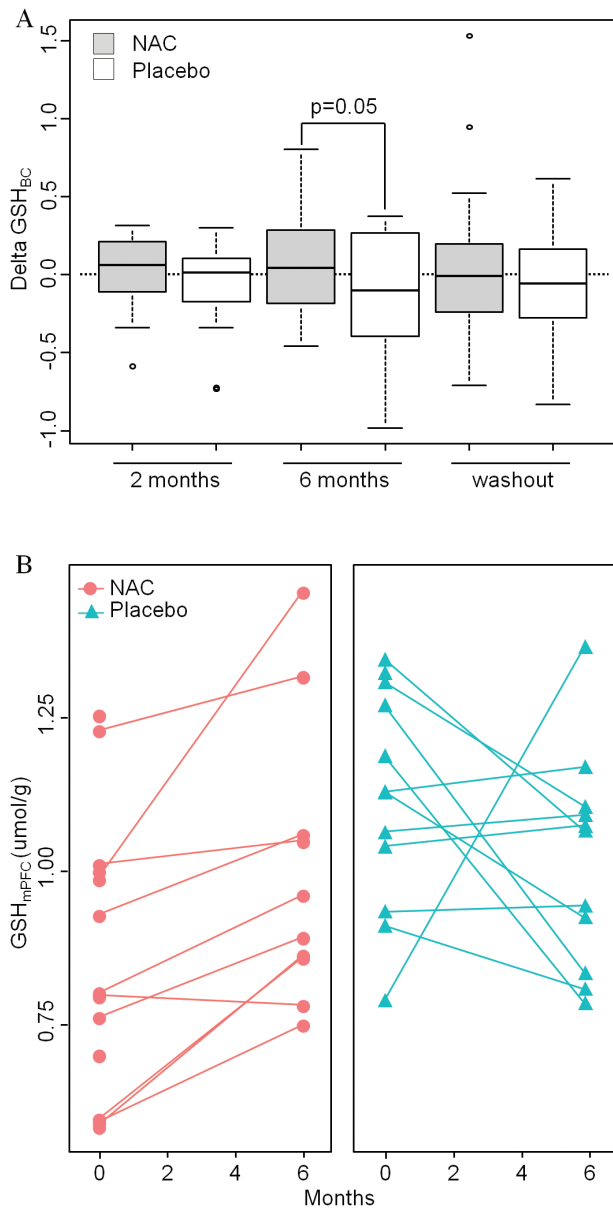 A
NAC
Placebo
p=0.05
Delta GSH_BC
1.5
1.0
0.5
0.0
-0.5
-1.0
2 months
6 months
washout
B
NAC
Placebo
GSH_mPFC (umol/g)
1.25
1.00
0.75
0 2 4 6
0 2 4 6
Months